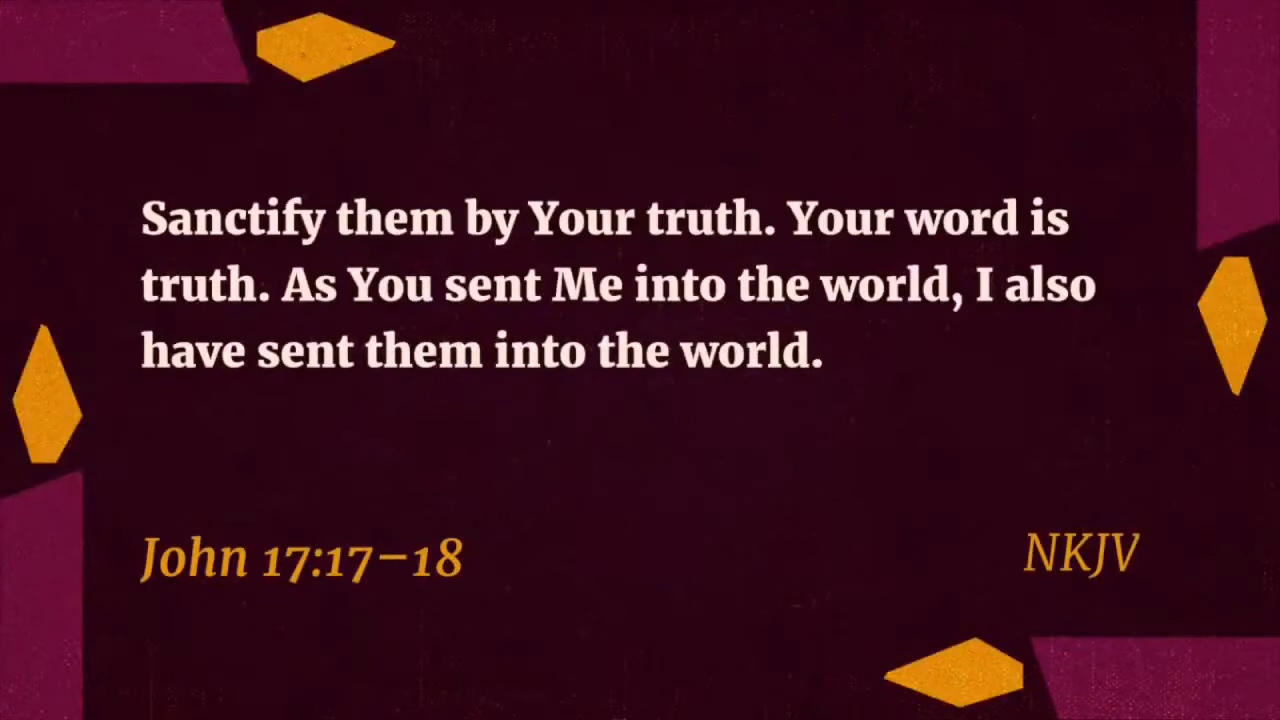 Sanctify them by Your truth. Your word is
truth. As You sent Me into the world, I also
have sent them into the world.
John 17:17–18
NKJV